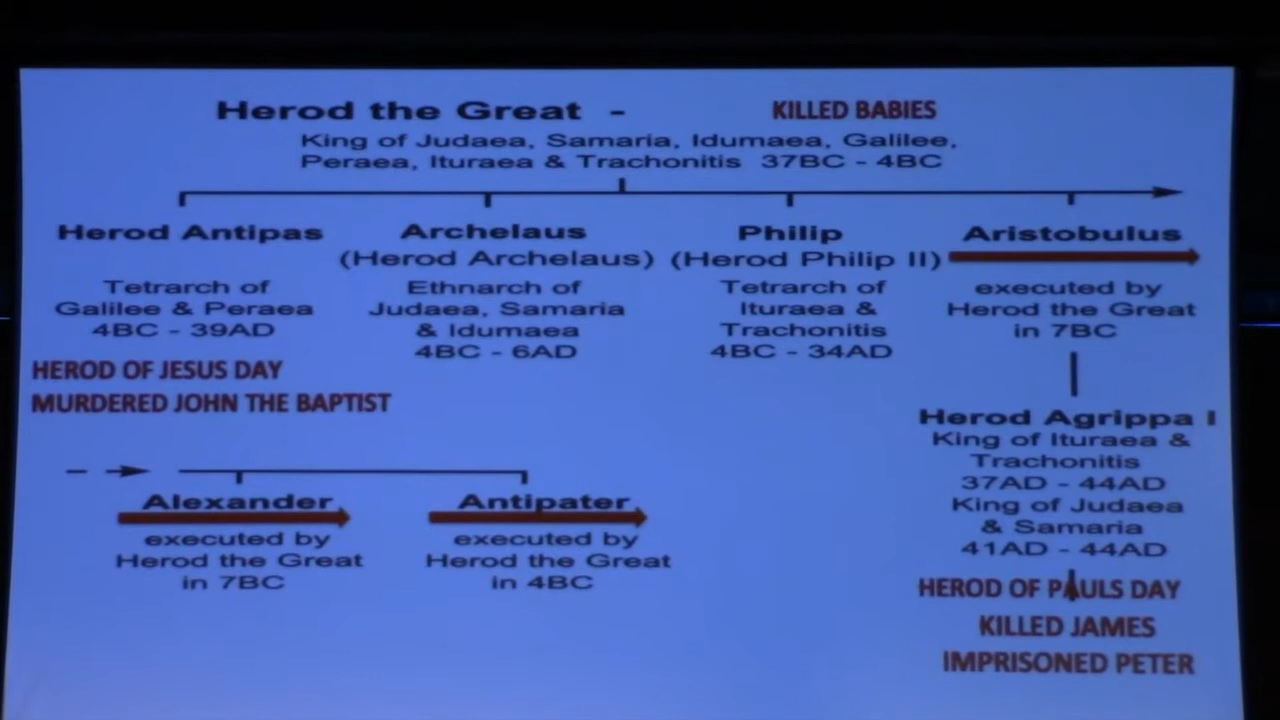 Herod the Great - KILLED BABIES
King of Judaea, Samaria, Idumaea, Galilee,
Peraea, Ituraea & Trachonitis 37BC - 4BC
Herod Antipas
Tetrarch of
Galilee & Peraea
4BC - 39AD
HEROD OF JESUS DAY
MURDERED JOHN THE BAPTIST
Archelaus
(Herod Archelaus)
Ethnarch of
Judaea, Samaria
& Idumaea
4BC - 6AD
Philip
(Herod Philip II)
Tetrarch of
Ituraea &
Trachonitis
4BC - 34AD
Aristobulus
executed by
Herod the Great
in 7BC
Herod Agrippa I
King of Ituraea &
Trachonitis
37AD - 44AD
King of Judaea
& Samaria
41AD - 44AD
HEROD OF PAULS DAY
KILLED JAMES
IMPRISONED PETER
Alexander
executed by
Herod the Great
in 7BC
Antipater
executed by
Herod the Great
in 4BC